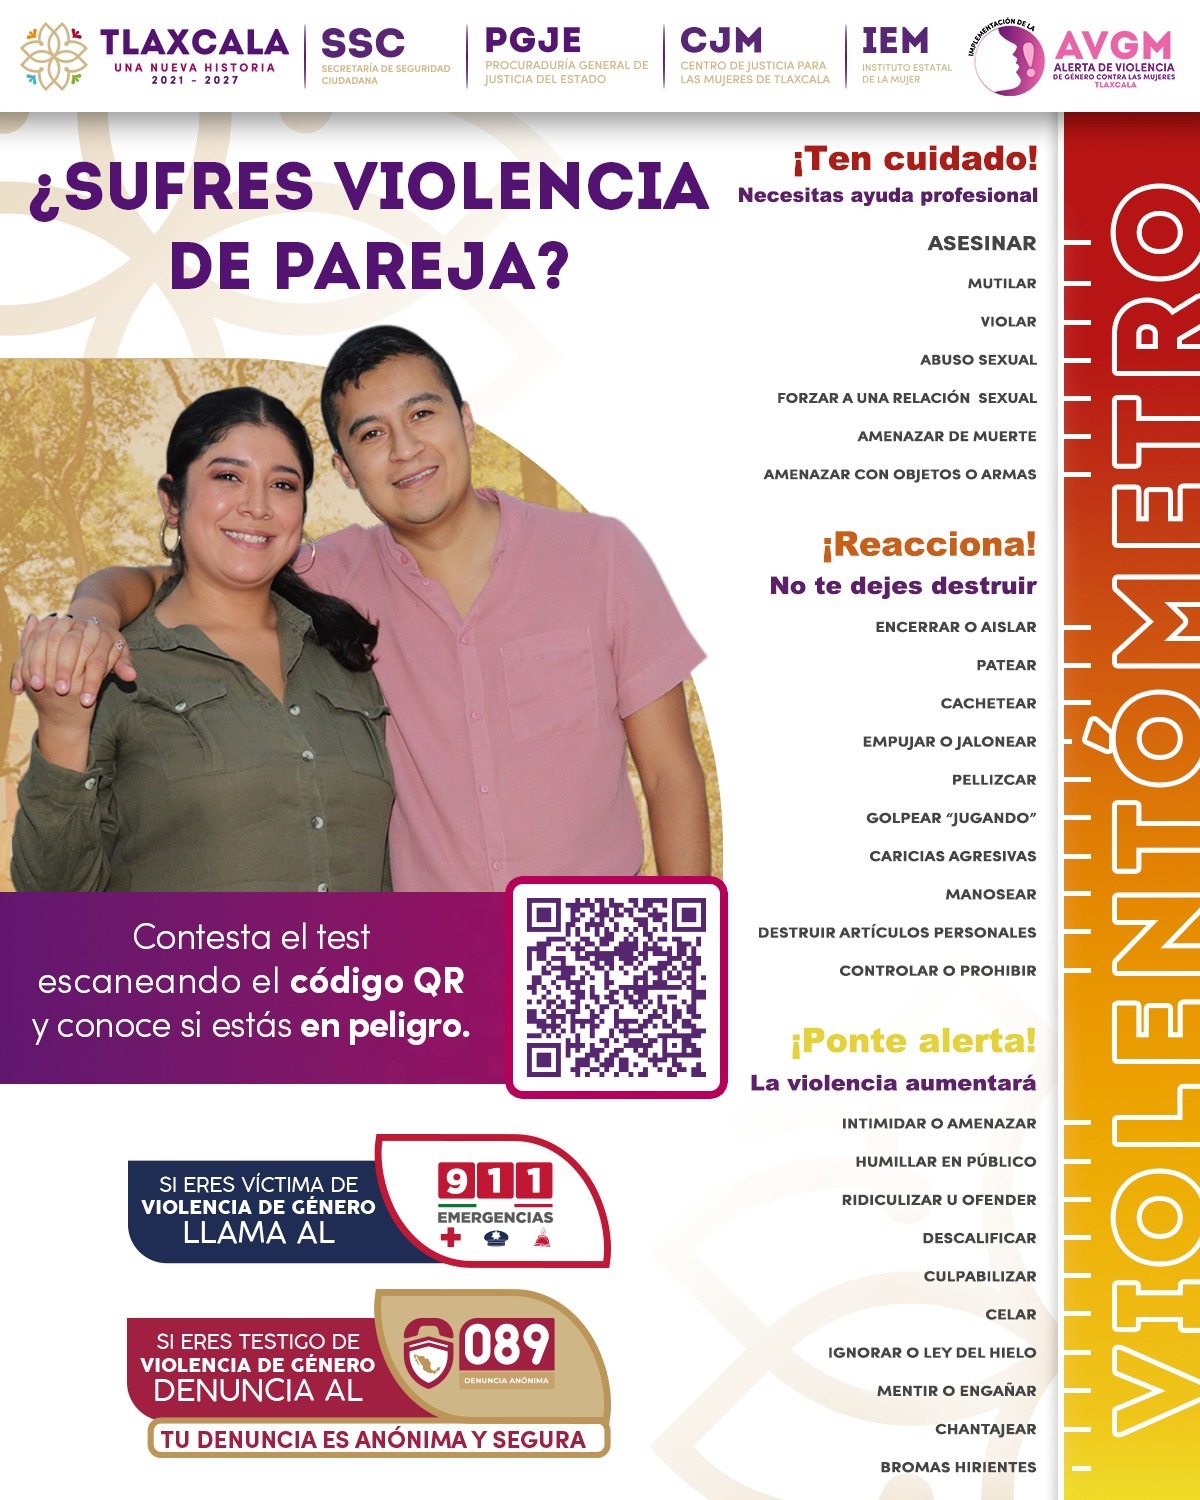 TLAXCALA
UNA NUEVA HISTORIA
2021 - 2027
SSC
SECRETARÍA DE SEGURIDAD
CIUDADANA
PGJE
PROCURADURÍA GENERAL DE
JUSTICIA DEL ESTADO
CJM
CENTRO DE JUSTICIA PARA
LAS MUJERES DE TLAXCALA
IEM
INSTITUTO ESTATAL
DE LA MUJER
IMPLEMENTACIÓN DE LA
AVGM
ALERTA DE VIOLENCIA
DE GÉNERO CONTRA LAS MUJERES
TLAXCALA
¿SUFRES VIOLENCIA
DE PAREJA?
Contesta el test
escaneando el código QR
y conoce si estás en peligro.
SI ERES VÍCTIMA DE
VIOLENCIA DE GÉNERO
LLAMA AL
911
EMERGENCIAS
SI ERES TESTIGO DE
VIOLENCIA DE GÉNERO
DENUNCIA AL
089
DENUNCIA ANÓNIMA
TU DENUNCIA ES ANÓNIMA Y SEGURA
¡Ten cuidado!
Necesitas ayuda profesional
ASESINAR
MUTILAR
VIOLAR
ABUSO SEXUAL
FORZAR A UNA RELACIÓN SEXUAL
AMENAZAR DE MUERTE
AMENAZAR CON OBJETOS O ARMAS
¡Reacciona!
No te dejes destruir
ENCERRAR O AISLAR
PATEAR
CACHETEAR
EMPUJAR O JALONEAR
PELLIZCAR
GOLPEAR “JUGANDO”
CARICIAS AGRESIVAS
MANOSEAR
DESTRUIR ARTÍCULOS PERSONALES
CONTROLAR O PROHIBIR
¡Ponte alerta!
La violencia aumentará
INTIMIDAR O AMENAZAR
HUMILLAR EN PÚBLICO
RIDICULIZAR U OFENDER
DESCALIFICAR
CULPABILIZAR
CELAR
IGNORAR O LEY DEL HIELO
MENTIR O ENGAÑAR
CHANTAJEAR
BROMAS HIRIENTES
VIOLENTÓMETRO